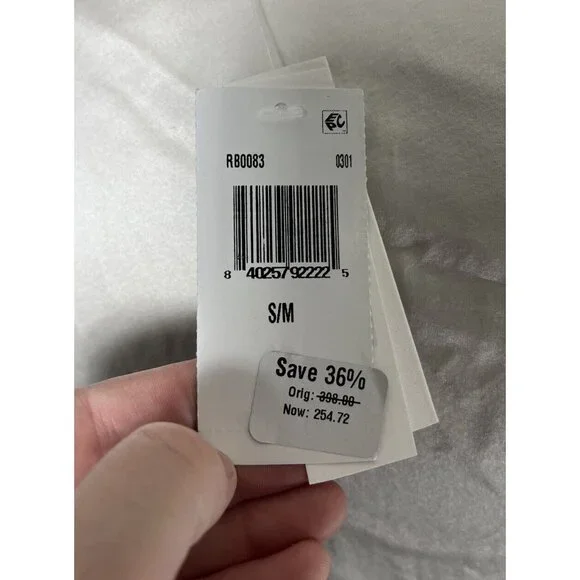 RB0083 0301
8 40257 92222 5
S/M
Save 36%
Orig: 398.00
Now: 254.72